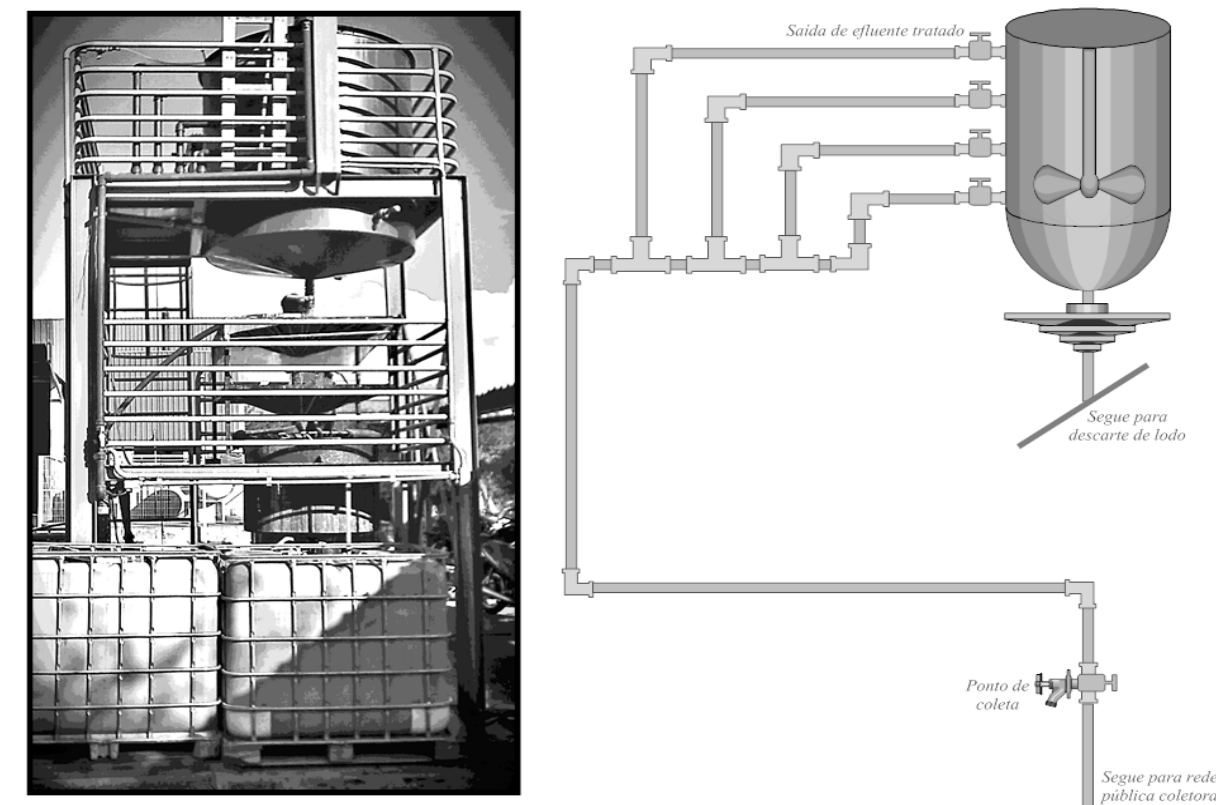 Saída de efluente tratado
Segue para
descarte de lodo
Ponto de
coleta
Segue para rede
pública coletora